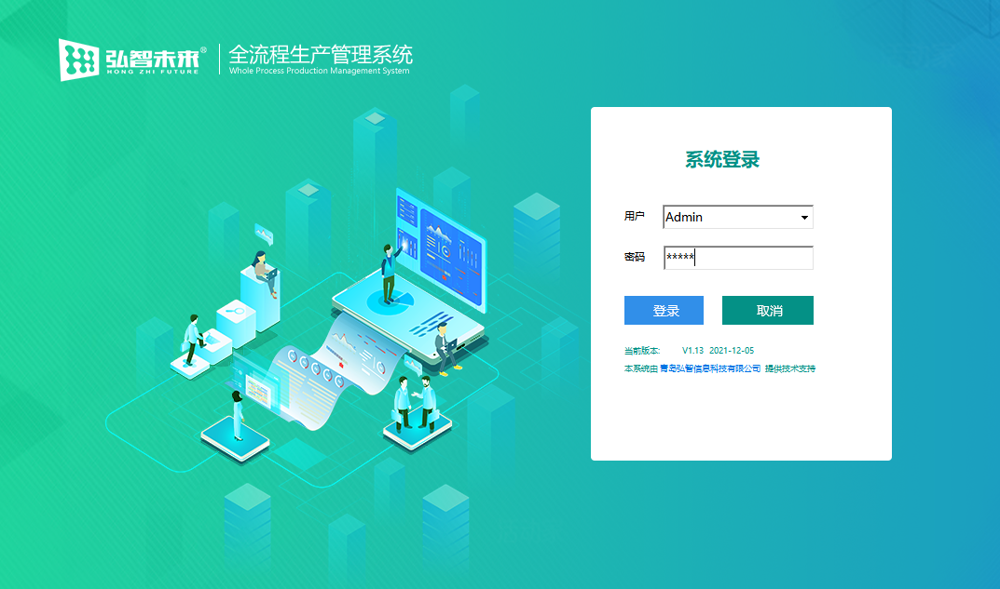 弘智未来®
HONG ZHI FUTURE
全流程生产管理系统
Whole Process Production Management System
系统登录
用户 Admin
密码 *****
登录 取消
当前版本: V1.13 2021-12-05
本系统由 青岛弘智信息科技有限公司 提供技术支持